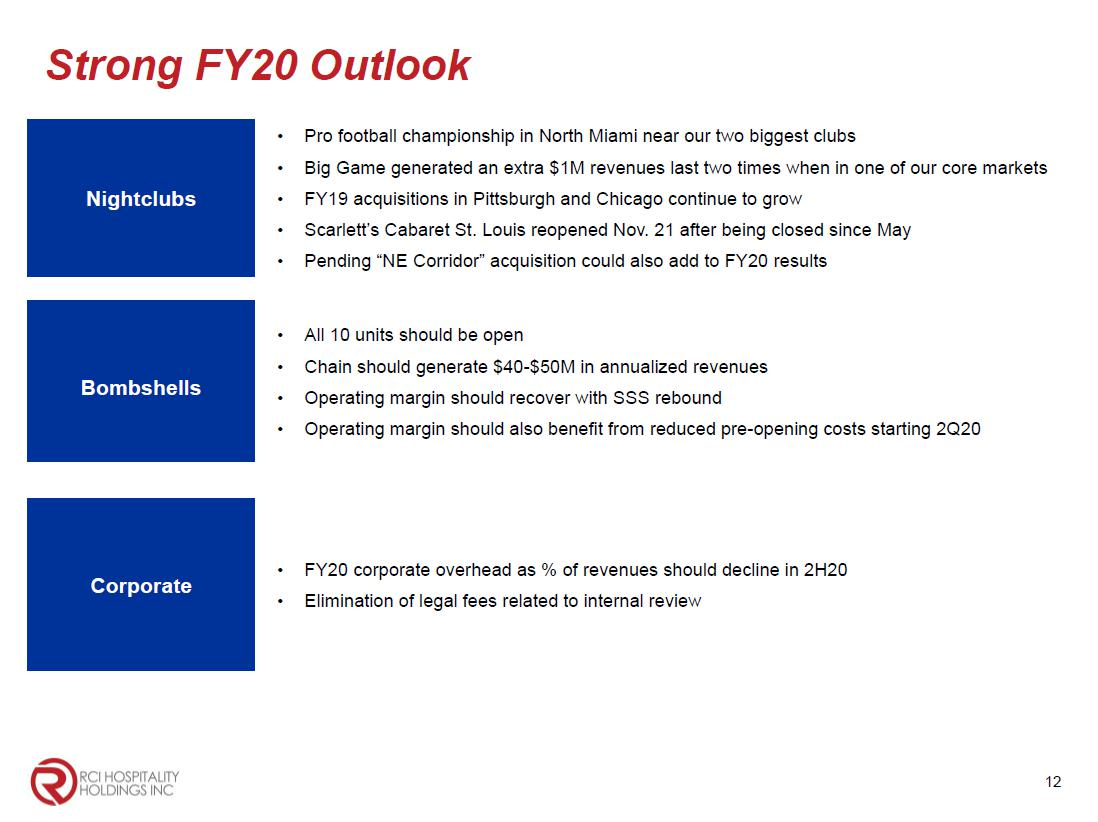 Strong FY20 Outlook
Nightclubs
• Pro football championship in North Miami near our two biggest clubs
• Big Game generated an extra $1M revenues last two times when in one of our core markets
• FY19 acquisitions in Pittsburgh and Chicago continue to grow
• Scarlett’s Cabaret St. Louis reopened Nov. 21 after being closed since May
• Pending “NE Corridor” acquisition could also add to FY20 results
Bombshells
• All 10 units should be open
• Chain should generate $40-$50M in annualized revenues
• Operating margin should recover with SSS rebound
• Operating margin should also benefit from reduced pre-opening costs starting 2Q20
Corporate
• FY20 corporate overhead as % of revenues should decline in 2H20
• Elimination of legal fees related to internal review
RCI HOSPITALITY
HOLDINGS INC
12